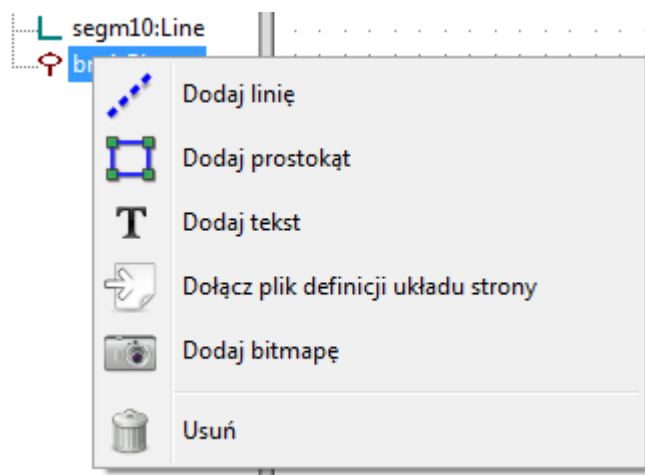 segm10:Line
Dodaj linię
Dodaj prostokąt
Dodaj tekst
Dołącz plik definicji układu strony
Dodaj bitmapę
Usuń